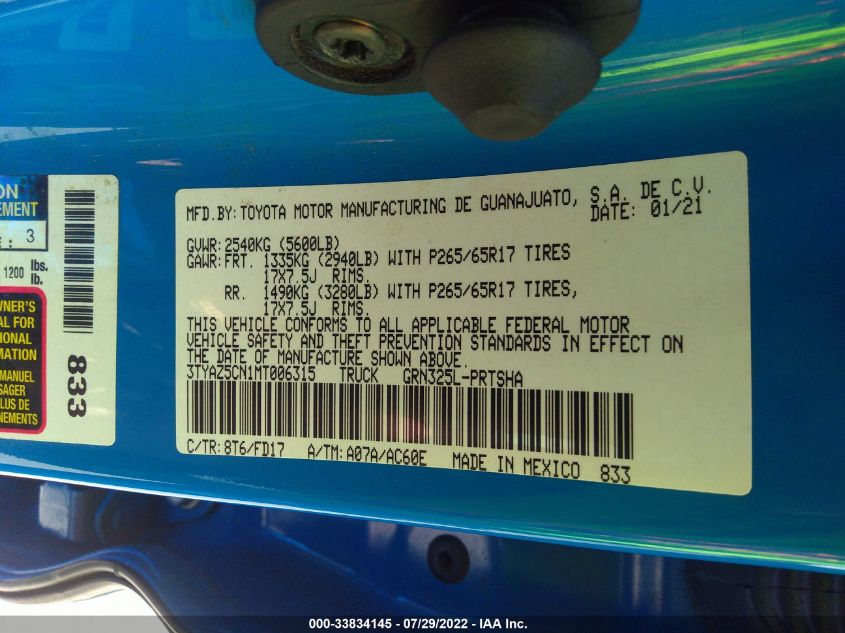 ON
EMENT
E : 3
1200 lbs.
lb.
WNER'S
AL FOR
IONAL
MATION
MANUEL
SAGER
PLUS DE
GNEMENTS
833
MFD.BY:TOYOTA MOTOR MANUFACTURING DE GUANAJUATO, S.A. DE C.V.
DATE: 01/21
GVWR:2540KG (5600LB)
GAWR:FRT. 1335KG (2940LB) WITH P265/65R17 TIRES
17X7.5J RIMS.
RR. 1490KG (3280LB) WITH P265/65R17 TIRES,
17X7.5J RIMS.
THIS VEHICLE CONFORMS TO ALL APPLICABLE FEDERAL MOTOR
VEHICLE SAFETY AND THEFT PREVENTION STANDARDS IN EFFECT ON
THE DATE OF MANUFACTURE SHOWN ABOVE.
3TYAZ5CN1MT006315 TRUCK GRN325L-PRTSHA
C/TR:8T6/FD17 A/TM:A07A/AC60E MADE IN MEXICO 833
000-33834145 - 07/29/2022 - IAA Inc.